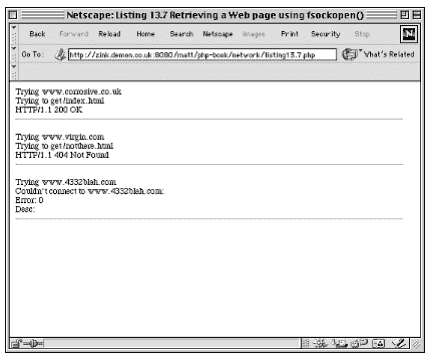 Netscape: Listing 13.7 Retrieving a Web page using fsockopen()
Back Forward Reload Home Search Netscape Images Print Security Stop
Go To: http://zink.demon.co.uk:8080/matt/php-book/network/listing13.7.php What's Related
Trying www.corrosive.co.uk
Trying to get/index.html
HTTP/1.1 200 OK
Trying www.virgin.com
Trying to get/notthere.html
HTTP/1.1 404 Not Found
Trying www.4332blah.com
Couldn't connect to www.4332blah.com:
Error: 0
Desc: